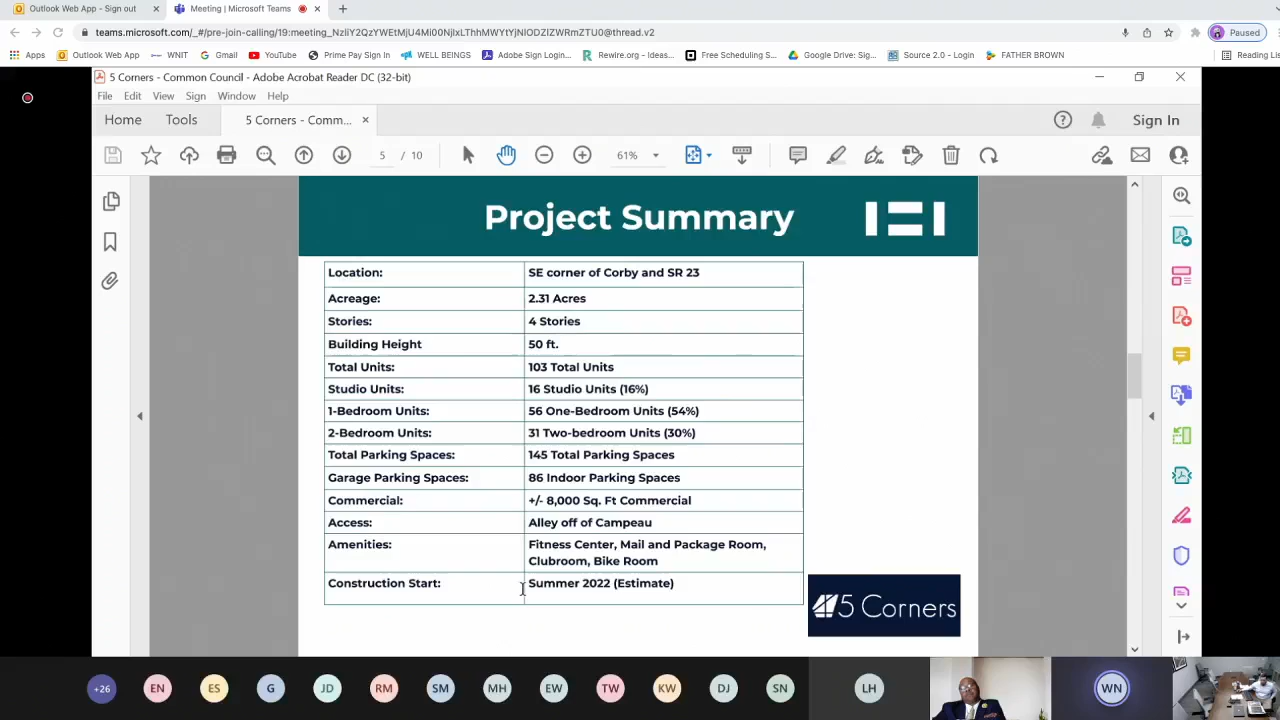 Outlook Web App - Sign out
Meeting | Microsoft Teams
teams.microsoft.com/_#/pre-join-calling/19:meeting_NzliY2QzYWEtMjU4Mi00NjIxLThhMWYtYjNlODZlZWRmZTU0@thread.v2
Paused
Apps Outlook Web App WNIT Gmail YouTube Prime Pay Sign In WELL BEINGS Adobe Sign Login... Rewire.org - Ideas... Free Scheduling S... Google Drive: Sig... Source 2.0 - Login FATHER BROWN Reading List
5 Corners - Common Council - Adobe Acrobat Reader DC (32-bit)
File Edit View Sign Window Help
Home Tools 5 Corners - Comm... Sign In
5 / 10 61%
Project Summary
Location: SE corner of Corby and SR 23
Acreage: 2.31 Acres
Stories: 4 Stories
Building Height 50 ft.
Total Units: 103 Total Units
Studio Units: 16 Studio Units (16%)
1-Bedroom Units: 56 One-Bedroom Units (54%)
2-Bedroom Units: 31 Two-bedroom Units (30%)
Total Parking Spaces: 145 Total Parking Spaces
Garage Parking Spaces: 86 Indoor Parking Spaces
Commercial: +/- 8,000 Sq. Ft Commercial
Access: Alley off of Campeau
Amenities: Fitness Center, Mail and Package Room,
Clubroom, Bike Room
Construction Start: Summer 2022 (Estimate)
5 Corners
+26 EN ES G JD RM SM MH EW TW KW DJ SN LH WN